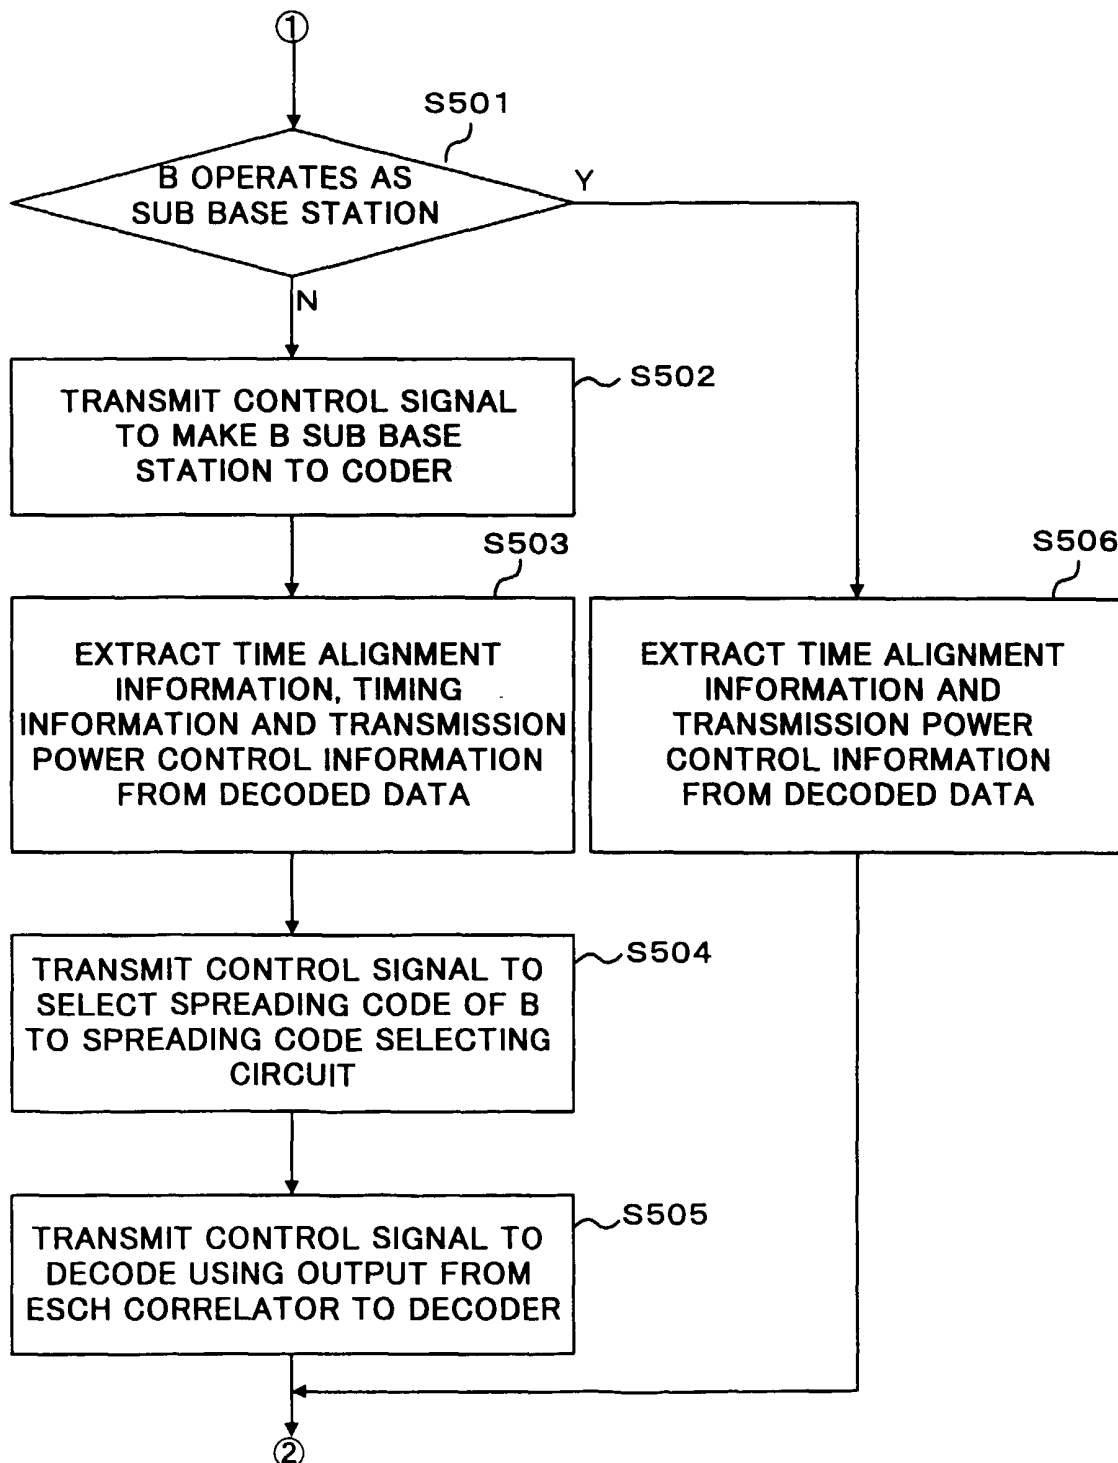 ①
S501
B OPERATES AS
SUB BASE STATION
Y
N
S502
TRANSMIT CONTROL SIGNAL
TO MAKE B SUB BASE
STATION TO CODER
S503
EXTRACT TIME ALIGNMENT
INFORMATION, TIMING
INFORMATION AND TRANSMISSION
POWER CONTROL INFORMATION
FROM DECODED DATA
S506
EXTRACT TIME ALIGNMENT
INFORMATION AND
TRANSMISSION POWER
CONTROL INFORMATION
FROM DECODED DATA
S504
TRANSMIT CONTROL SIGNAL TO
SELECT SPREADING CODE OF B
TO SPREADING CODE SELECTING
CIRCUIT
S505
TRANSMIT CONTROL SIGNAL TO
DECODE USING OUTPUT FROM
ESCH CORRELATOR TO DECODER
②